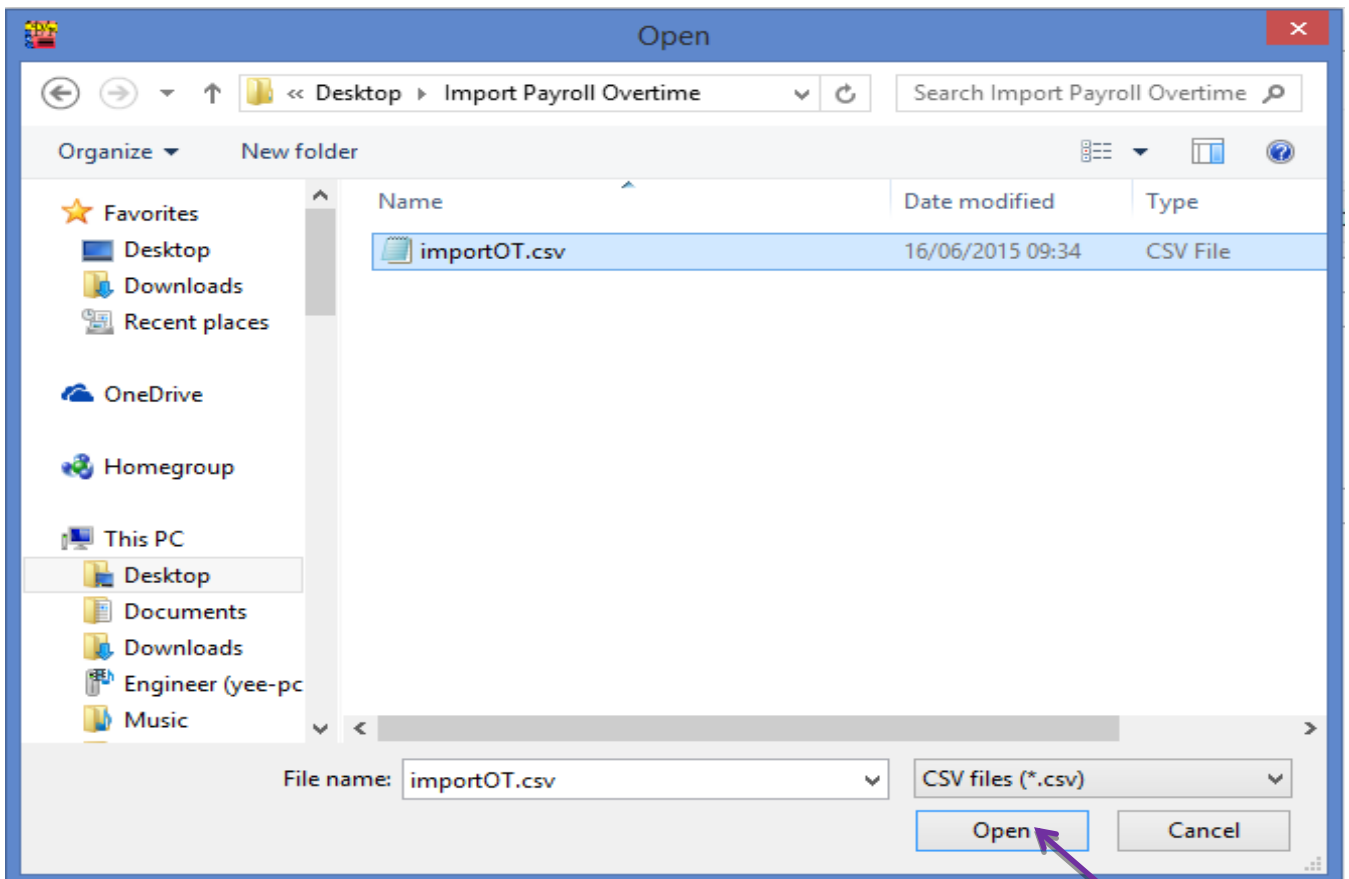 Open
« Desktop Import Payroll Overtime
Search Import Payroll Overtime
Organize New folder
Name Date modified Type
importOT.csv 16/06/2015 09:34 CSV File
Favorites
Desktop
Downloads
Recent places
OneDrive
Homegroup
This PC
Desktop
Documents
Downloads
Engineer (yee-pc
Music
File name: importOT.csv CSV files (*.csv)
Open Cancel